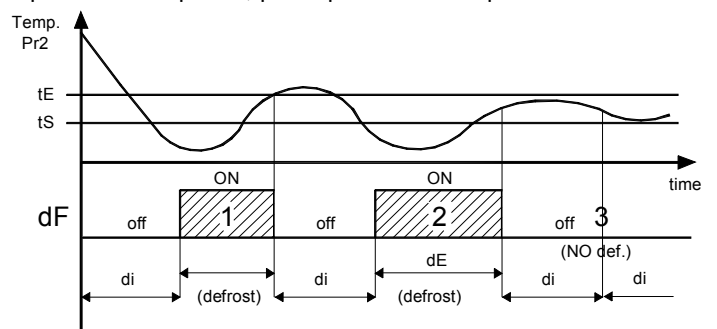 Temp.
Pr2
tE
tS
time
ON
ON
dF
off
1
off
2
off
3
(NO def.)
dE
di
(defrost)
di
(defrost)
di
di